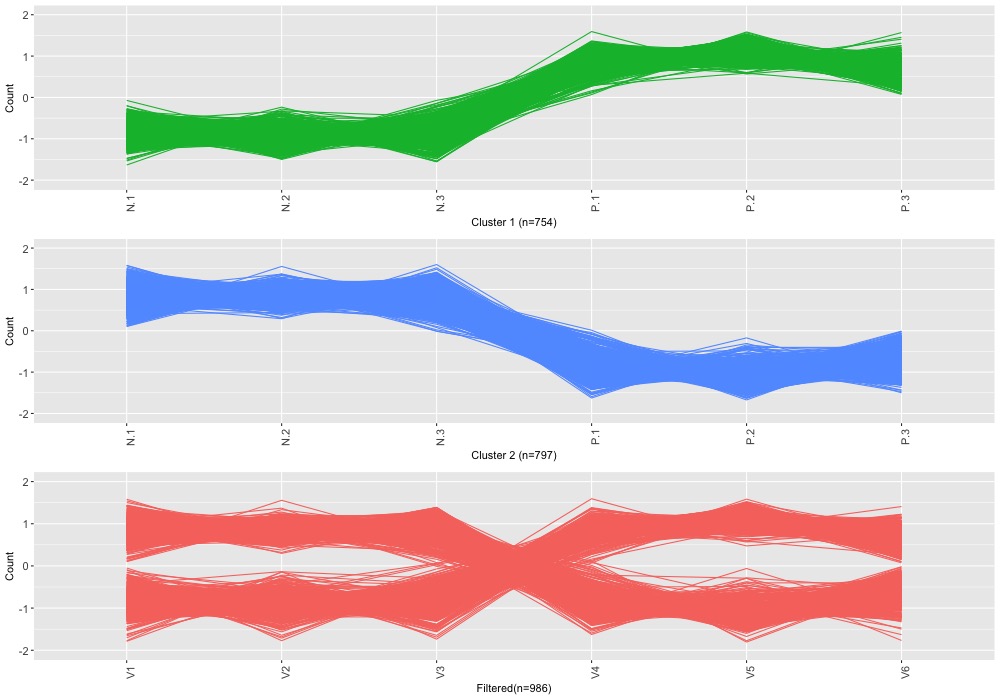 2
1
0
-1
-2
Count
N.1 N.2 N.3 P.1 P.2 P.3
Cluster 1 (n=754)
2
1
0
-1
-2
Count
N.1 N.2 N.3 P.1 P.2 P.3
Cluster 2 (n=797)
2
1
0
-1
-2
Count
V1 V2 V3 V4 V5 V6
Filtered(n=986)